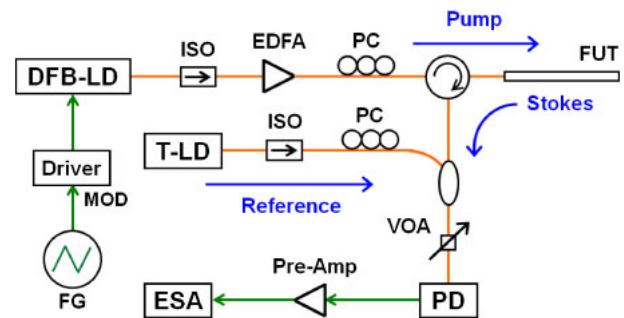 Pump
ISO
EDFA
PC
FUT
DFB-LD
Stokes
ISO
PC
T-LD
Driver
MOD
Reference
VOA
Pre-Amp
FG
ESA
PD